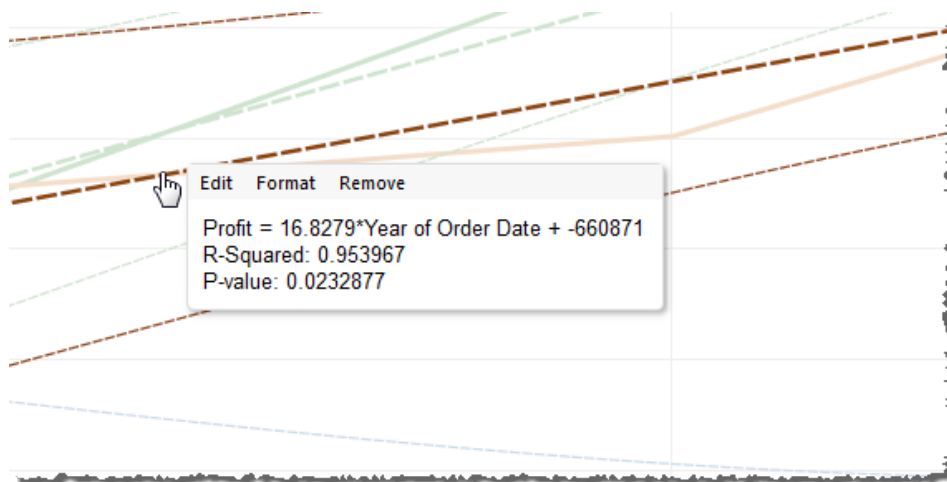 Edit Format Remove
Profit = 16.8279*Year of Order Date + -660871
R-Squared: 0.953967
P-value: 0.0232877